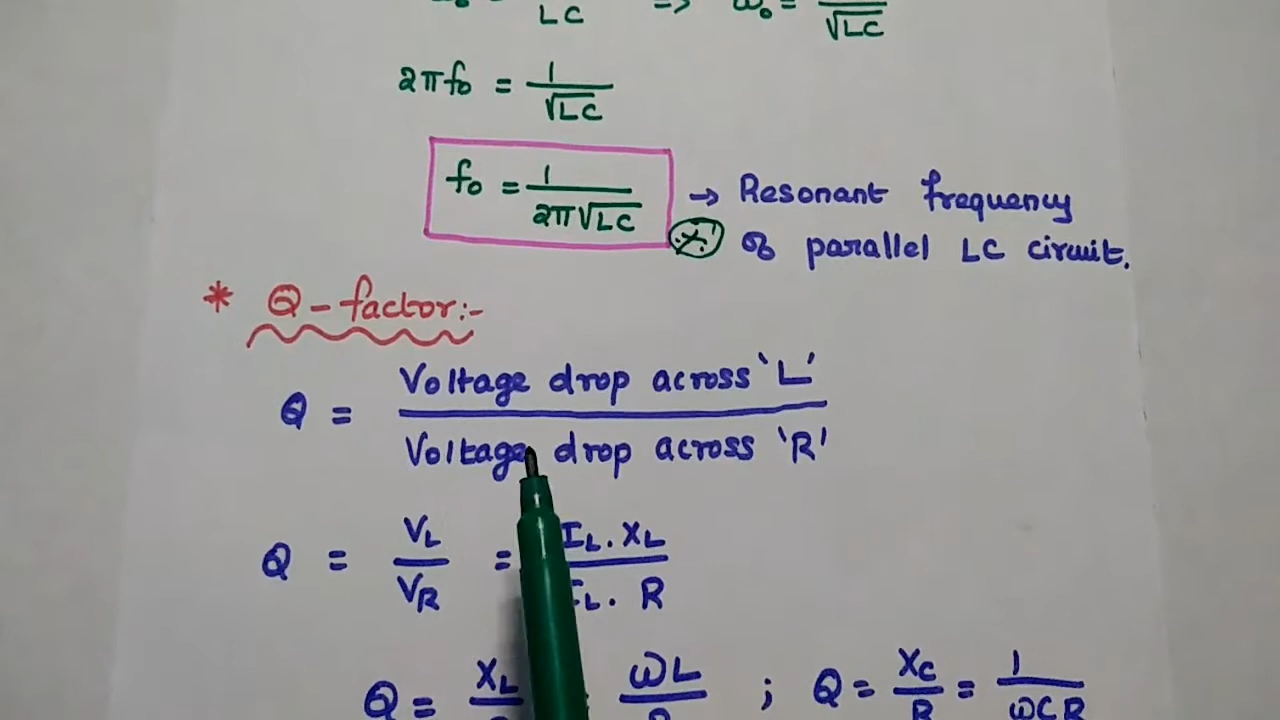 ω₀ = / LC => ω₀ = / √LC
2πf₀ = 1/√LC
f₀ = 1/2π√LC → Resonant frequency
of parallel LC circuit.
* Q-factor:-
Q = Voltage drop across 'L' / Voltage drop across 'R'
Q = V_L/V_R = I_L . X_L / I_L . R
Q = X_L / R ωL / R ; Q = X_C/R = 1/ωCR